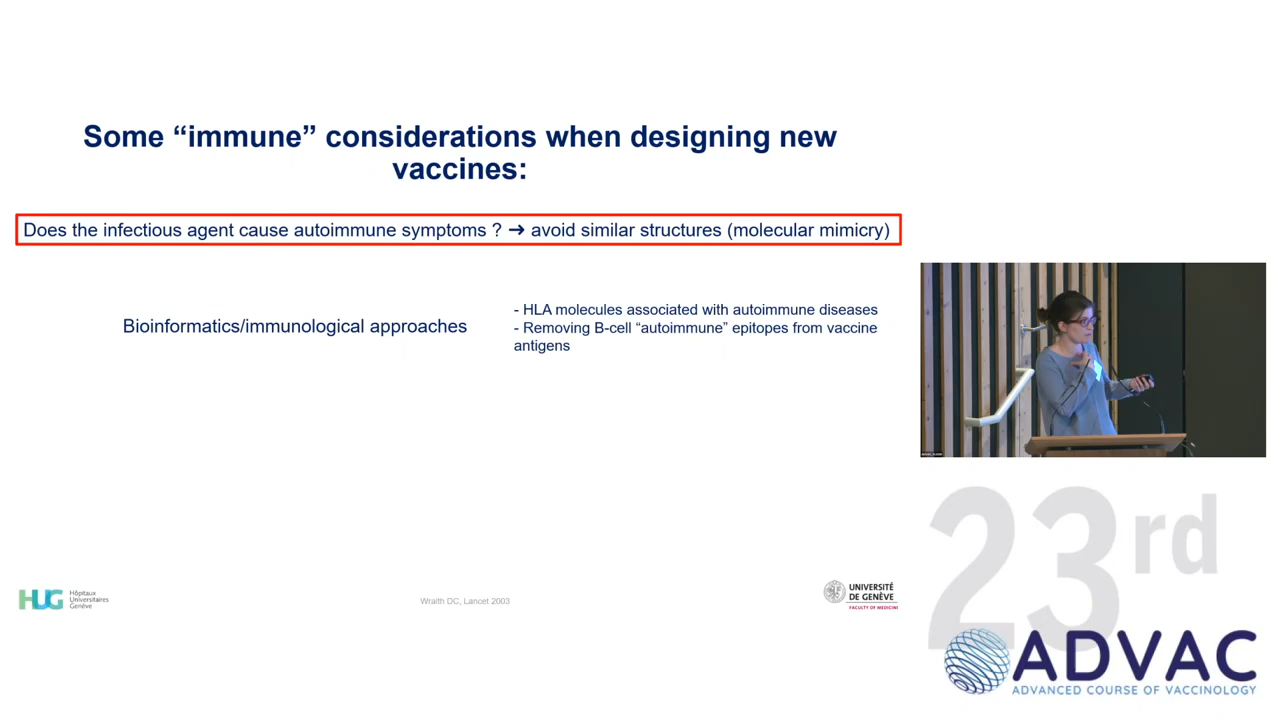 Some “immune” considerations when designing new
vaccines:
Does the infectious agent cause autoimmune symptoms ? ➜ avoid similar structures (molecular mimicry)
Bioinformatics/immunological approaches
- HLA molecules associated with autoimmune diseases
- Removing B-cell “autoimmune” epitopes from vaccine
antigens
HUG
Hôpitaux
Universitaires
Genève
Wraith DC, Lancet 2003
UNIVERSITÉ
DE GENÈVE
FACULTY OF MEDICINE
23rd
ADVAC
ADVANCED COURSE OF VACCINOLOGY